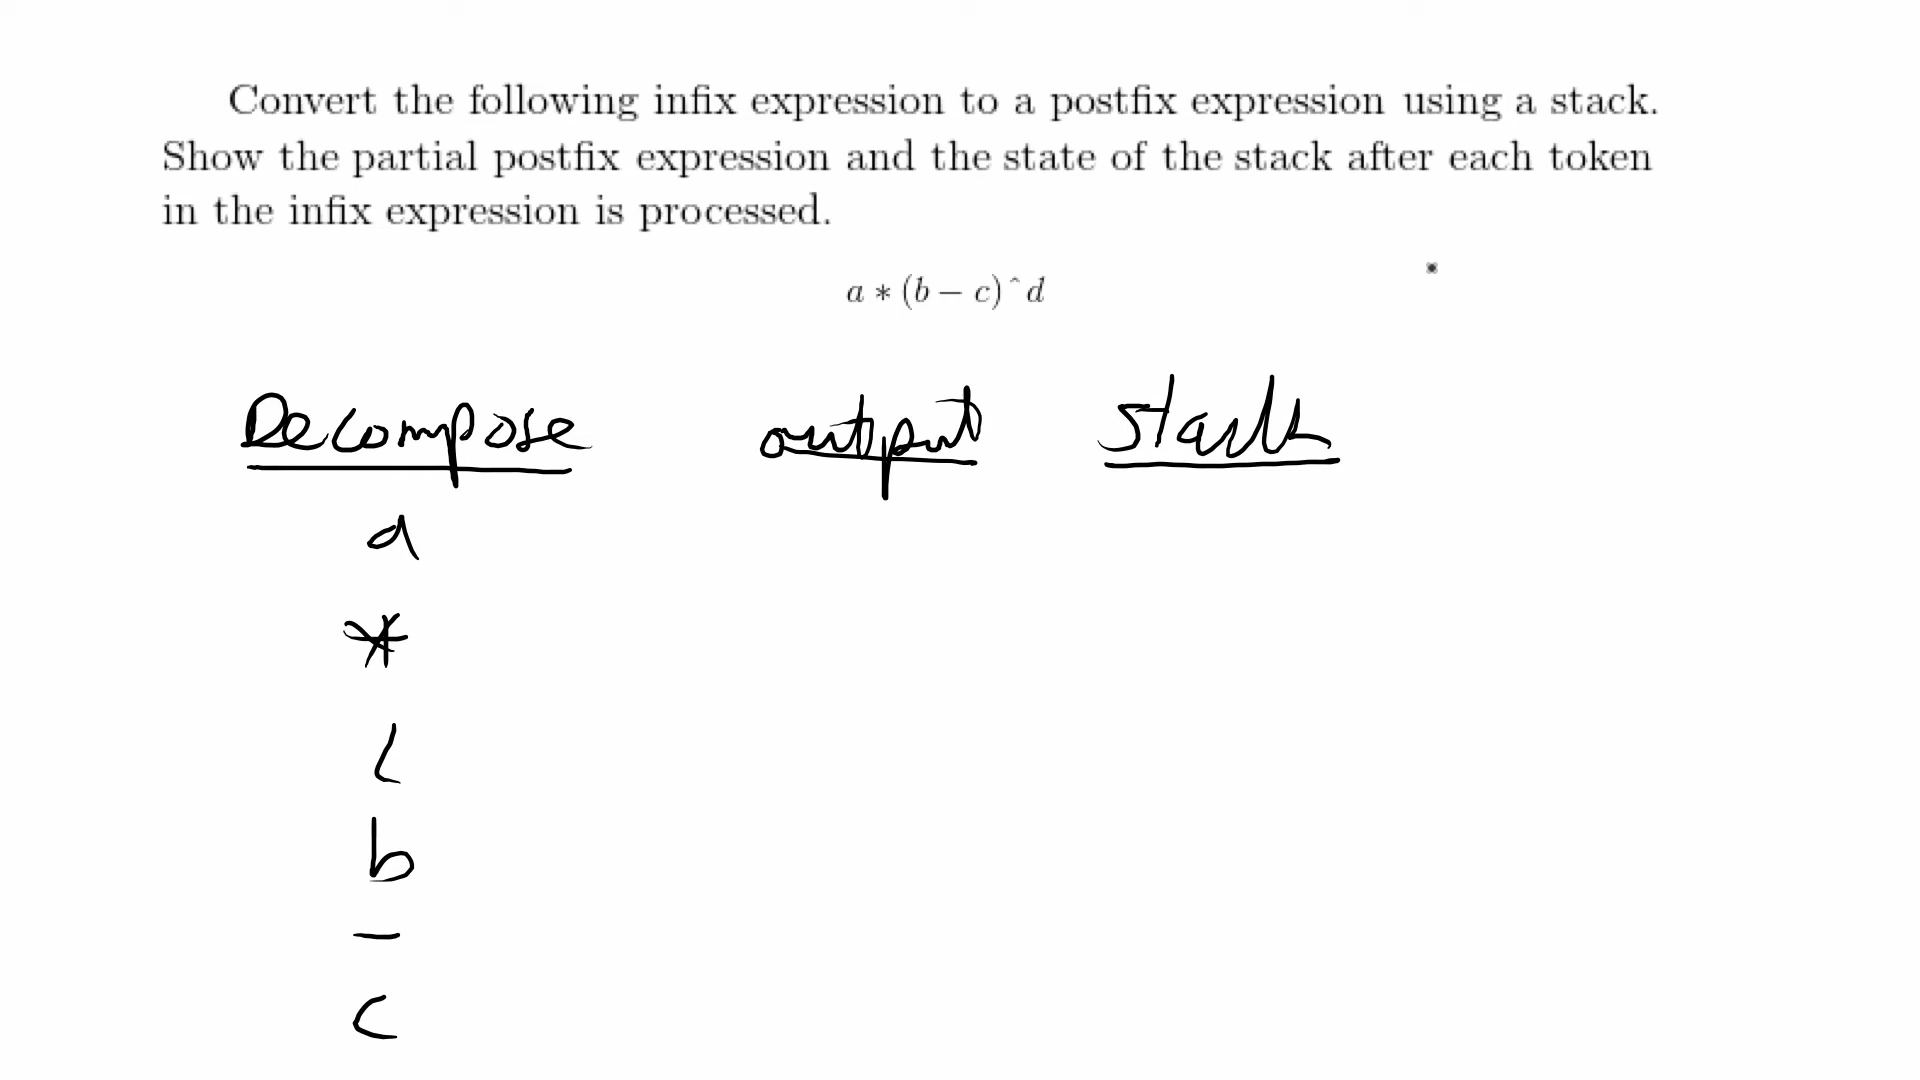 Convert the following infix expression to a postfix expression using a stack.
Show the partial postfix expression and the state of the stack after each token
in the infix expression is processed.
a * (b − c)ˆd
Decompose output stack
a
*
(
b
−
c